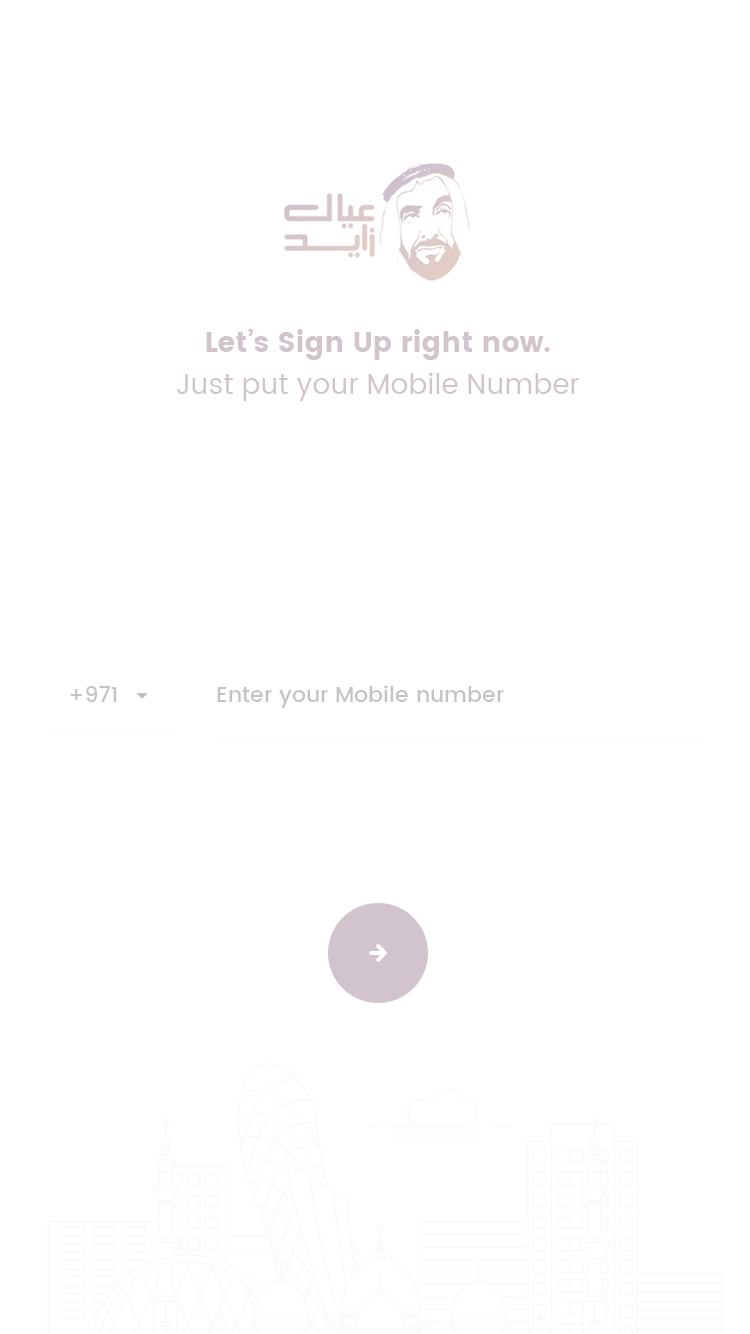 عيال
زايد
Let’s Sign Up right now.
Just put your Mobile Number
+971 Enter your Mobile number